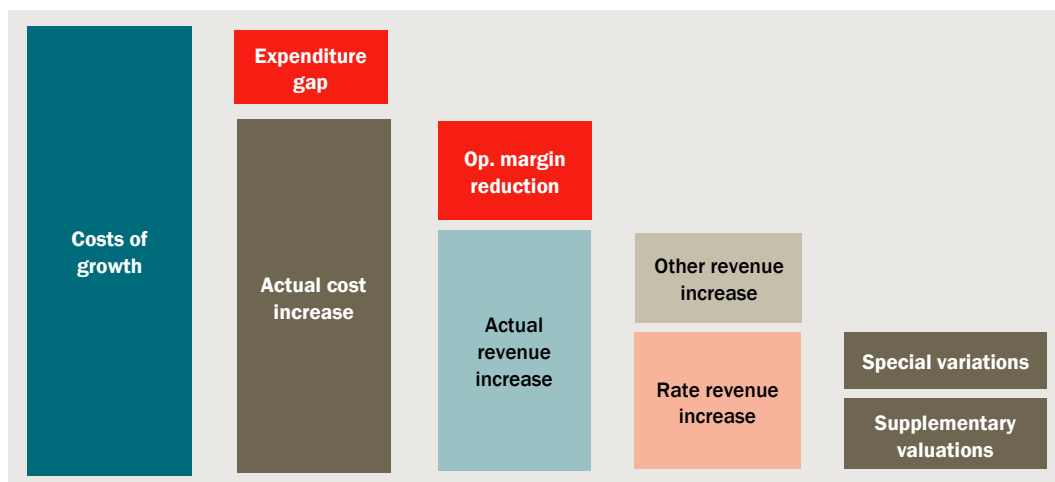 Costs of
growth
Expenditure
gap
Actual cost
increase
Op. margin
reduction
Actual
revenue
increase
Other revenue
increase
Rate revenue
increase
Special variations
Supplementary
valuations